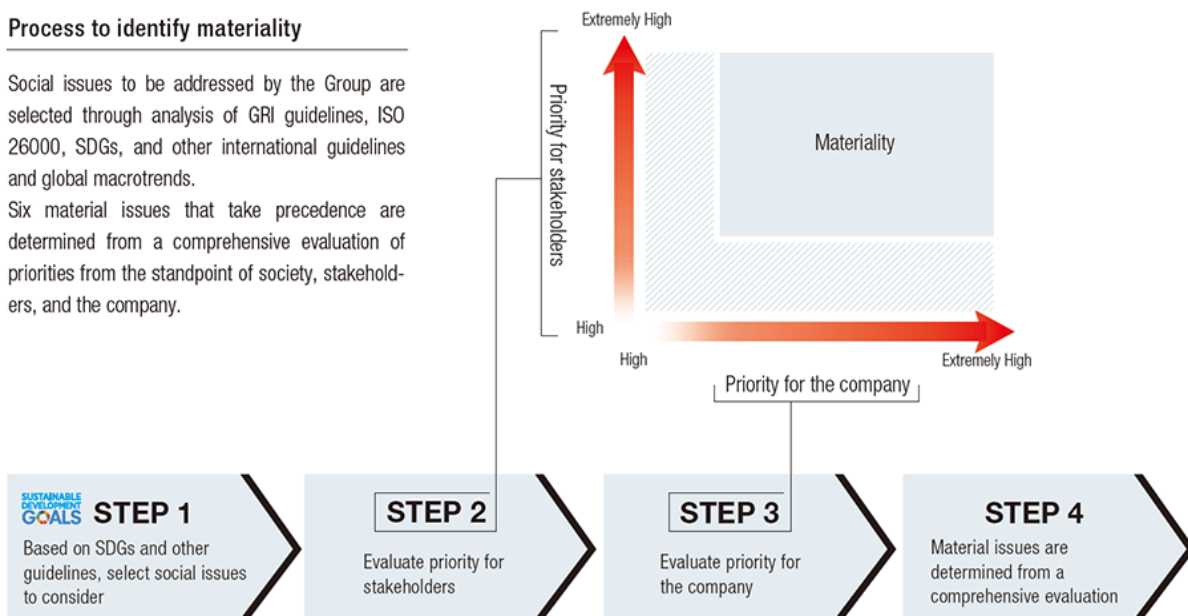 Process to identify materiality
Social issues to be addressed by the Group are
selected through analysis of GRI guidelines, ISO
26000, SDGs, and other international guidelines
and global macrotrends.
Six material issues that take precedence are
determined from a comprehensive evaluation of
priorities from the standpoint of society, stakehold-
ers, and the company.
Extremely High
Priority for stakeholders
Materiality
High
High
Extremely High
Priority for the company
SUSTAINABLE
DEVELOPMENT
GOALS
STEP 1
Based on SDGs and other
guidelines, select social issues
to consider
STEP 2
Evaluate priority for
stakeholders
STEP 3
Evaluate priority for
the company
STEP 4
Material issues are
determined from a
comprehensive evaluation